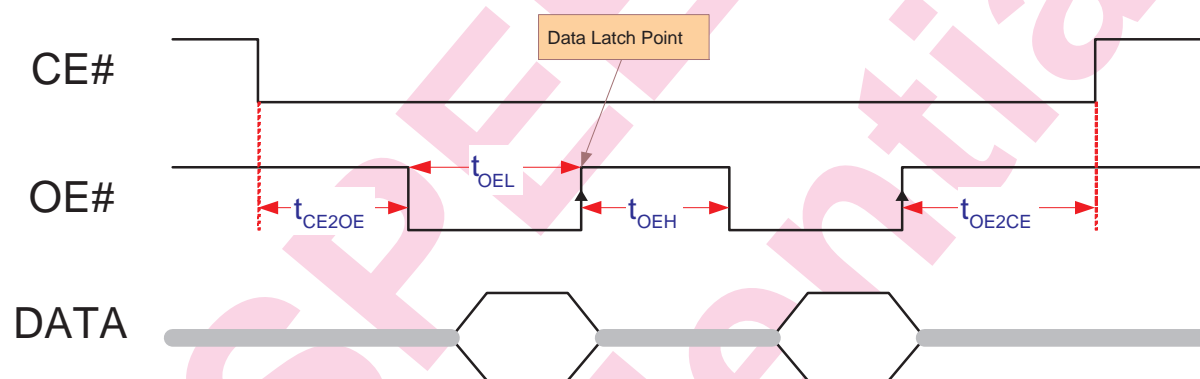 Data Latch Point
CE#
tOEL
OE#
tCE2OE
tOEH
tOE2CE
DATA